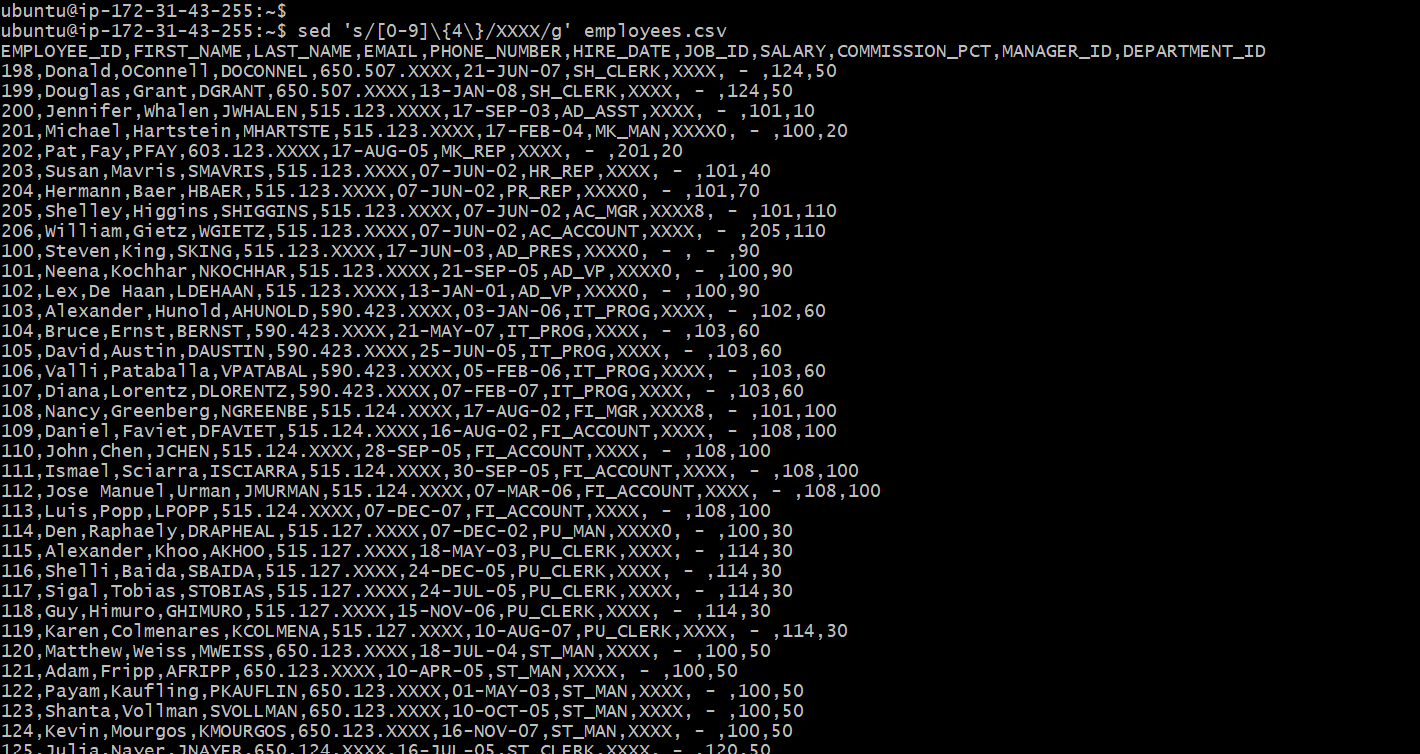 ubuntu@ip-172-31-43-255:~$
ubuntu@ip-172-31-43-255:~$ sed 's/[0-9]\{4\}/XXXX/g' employees.csv
EMPLOYEE_ID,FIRST_NAME,LAST_NAME,EMAIL,PHONE_NUMBER,HIRE_DATE,JOB_ID,SALARY,COMMISSION_PCT,MANAGER_ID,DEPARTMENT_ID
198,Donald,OConnell,DOCONNEL,650.507.XXXX,21-JUN-07,SH_CLERK,XXXX, - ,124,50
199,Douglas,Grant,DGRANT,650.507.XXXX,13-JAN-08,SH_CLERK,XXXX, - ,124,50
200,Jennifer,Whalen,JWHALEN,515.123.XXXX,17-SEP-03,AD_ASST,XXXX, - ,101,10
201,Michael,Hartstein,MHARTSTE,515.123.XXXX,17-FEB-04,MK_MAN,XXXX0, - ,100,20
202,Pat,Fay,PFAY,603.123.XXXX,17-AUG-05,MK_REP,XXXX, - ,201,20
203,Susan,Mavris,SMAVRIS,515.123.XXXX,07-JUN-02,HR_REP,XXXX, - ,101,40
204,Hermann,Baer,HBAER,515.123.XXXX,07-JUN-02,PR_REP,XXXX0, - ,101,70
205,Shelley,Higgins,SHIGGINS,515.123.XXXX,07-JUN-02,AC_MGR,XXXX8, - ,101,110
206,William,Gietz,WGIETZ,515.123.XXXX,07-JUN-02,AC_ACCOUNT,XXXX, - ,205,110
100,Steven,King,SKING,515.123.XXXX,17-JUN-03,AD_PRES,XXXX0, - , - ,90
101,Neena,Kochhar,NKOCHHAR,515.123.XXXX,21-SEP-05,AD_VP,XXXX0, - ,100,90
102,Lex,De Haan,LDEHAAN,515.123.XXXX,13-JAN-01,AD_VP,XXXX0, - ,100,90
103,Alexander,Hunold,AHUNOLD,590.423.XXXX,03-JAN-06,IT_PROG,XXXX, - ,102,60
104,Bruce,Ernst,BERNST,590.423.XXXX,21-MAY-07,IT_PROG,XXXX, - ,103,60
105,David,Austin,DAUSTIN,590.423.XXXX,25-JUN-05,IT_PROG,XXXX, - ,103,60
106,Valli,Pataballa,VPATABAL,590.423.XXXX,05-FEB-06,IT_PROG,XXXX, - ,103,60
107,Diana,Lorentz,DLORENTZ,590.423.XXXX,07-FEB-07,IT_PROG,XXXX, - ,103,60
108,Nancy,Greenberg,NGREENBE,515.124.XXXX,17-AUG-02,FI_MGR,XXXX8, - ,101,100
109,Daniel,Faviet,DFAVIET,515.124.XXXX,16-AUG-02,FI_ACCOUNT,XXXX, - ,108,100
110,John,Chen,JCHEN,515.124.XXXX,28-SEP-05,FI_ACCOUNT,XXXX, - ,108,100
111,Ismael,Sciarra,ISCIARRA,515.124.XXXX,30-SEP-05,FI_ACCOUNT,XXXX, - ,108,100
112,Jose Manuel,Urman,JMURMAN,515.124.XXXX,07-MAR-06,FI_ACCOUNT,XXXX, - ,108,100
113,Luis,Popp,LPOPP,515.124.XXXX,07-DEC-07,FI_ACCOUNT,XXXX, - ,108,100
114,Den,Raphaely,DRAPHEAL,515.127.XXXX,07-DEC-02,PU_MAN,XXXX0, - ,100,30
115,Alexander,Khoo,AKHOO,515.127.XXXX,18-MAY-03,PU_CLERK,XXXX, - ,114,30
116,Shelli,Baida,SBAIDA,515.127.XXXX,24-DEC-05,PU_CLERK,XXXX, - ,114,30
117,Sigal,Tobias,STOBIAS,515.127.XXXX,24-JUL-05,PU_CLERK,XXXX, - ,114,30
118,Guy,Himuro,GHIMURO,515.127.XXXX,15-NOV-06,PU_CLERK,XXXX, - ,114,30
119,Karen,Colmenares,KCOLMENA,515.127.XXXX,10-AUG-07,PU_CLERK,XXXX, - ,114,30
120,Matthew,Weiss,MWEISS,650.123.XXXX,18-JUL-04,ST_MAN,XXXX, - ,100,50
121,Adam,Fripp,AFRIPP,650.123.XXXX,10-APR-05,ST_MAN,XXXX, - ,100,50
122,Payam,Kaufling,PKAUFLIN,650.123.XXXX,01-MAY-03,ST_MAN,XXXX, - ,100,50
123,Shanta,Vollman,SVOLLMAN,650.123.XXXX,10-OCT-05,ST_MAN,XXXX, - ,100,50
124,Kevin,Mourgos,KMOURGOS,650.123.XXXX,16-NOV-07,ST_MAN,XXXX, - ,100,50
125,Julia,Nayer,JNAYER,650.124.XXXX,16-JUL-05,ST_CLERK,XXXX, - ,120,50